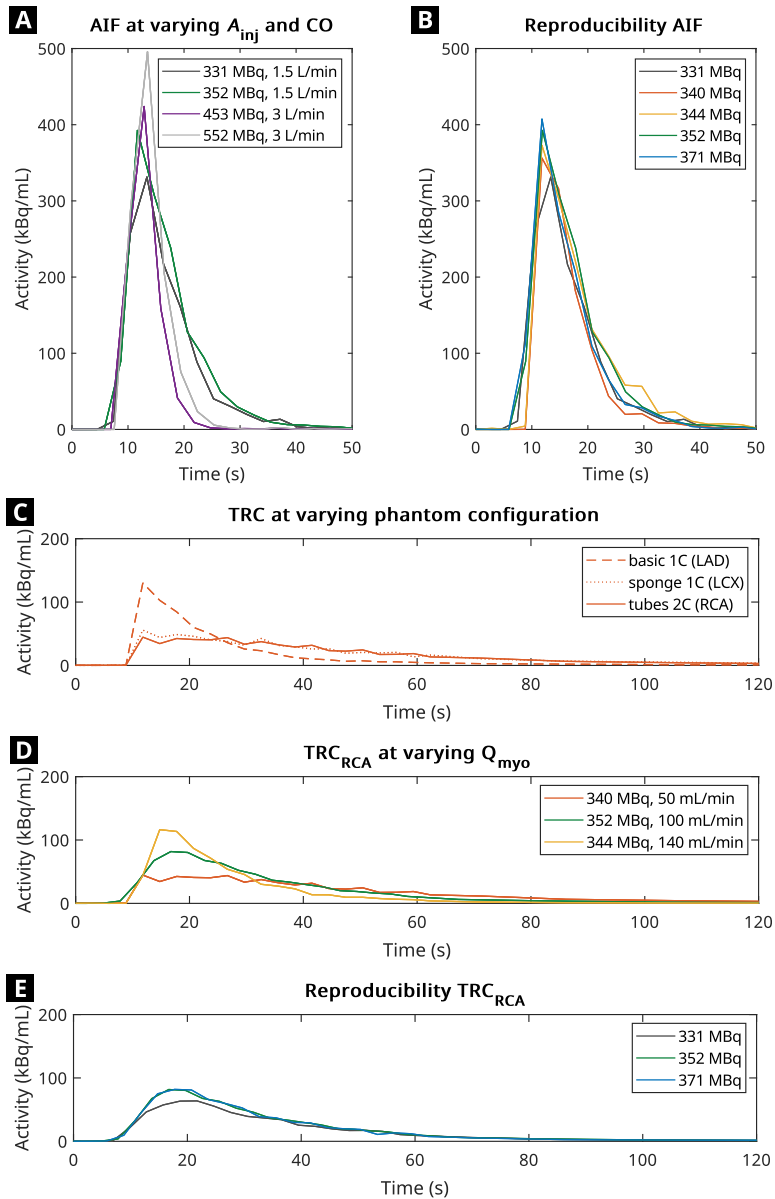 A
AIF at varying A_inj and CO
500
400
300
200
100
0
Activity (kBq/mL)
331 MBq, 1.5 L/min
352 MBq, 1.5 L/min
453 MBq, 3 L/min
552 MBq, 3 L/min
0 10 20 30 40 50
Time (s)
B
Reproducibility AIF
500
400
300
200
100
0
Activity (kBq/mL)
331 MBq
340 MBq
344 MBq
352 MBq
371 MBq
0 10 20 30 40 50
Time (s)
C
TRC at varying phantom configuration
200
100
0
Activity (kBq/mL)
basic 1C (LAD)
sponge 1C (LCX)
tubes 2C (RCA)
0 20 40 60 80 100 120
Time (s)
D
TRC_RCA at varying Q_myo
200
100
0
Activity (kBq/mL)
340 MBq, 50 mL/min
352 MBq, 100 mL/min
344 MBq, 140 mL/min
0 20 40 60 80 100 120
Time (s)
E
Reproducibility TRC_RCA
200
100
0
Activity (kBq/mL)
331 MBq
352 MBq
371 MBq
0 20 40 60 80 100 120
Time (s)